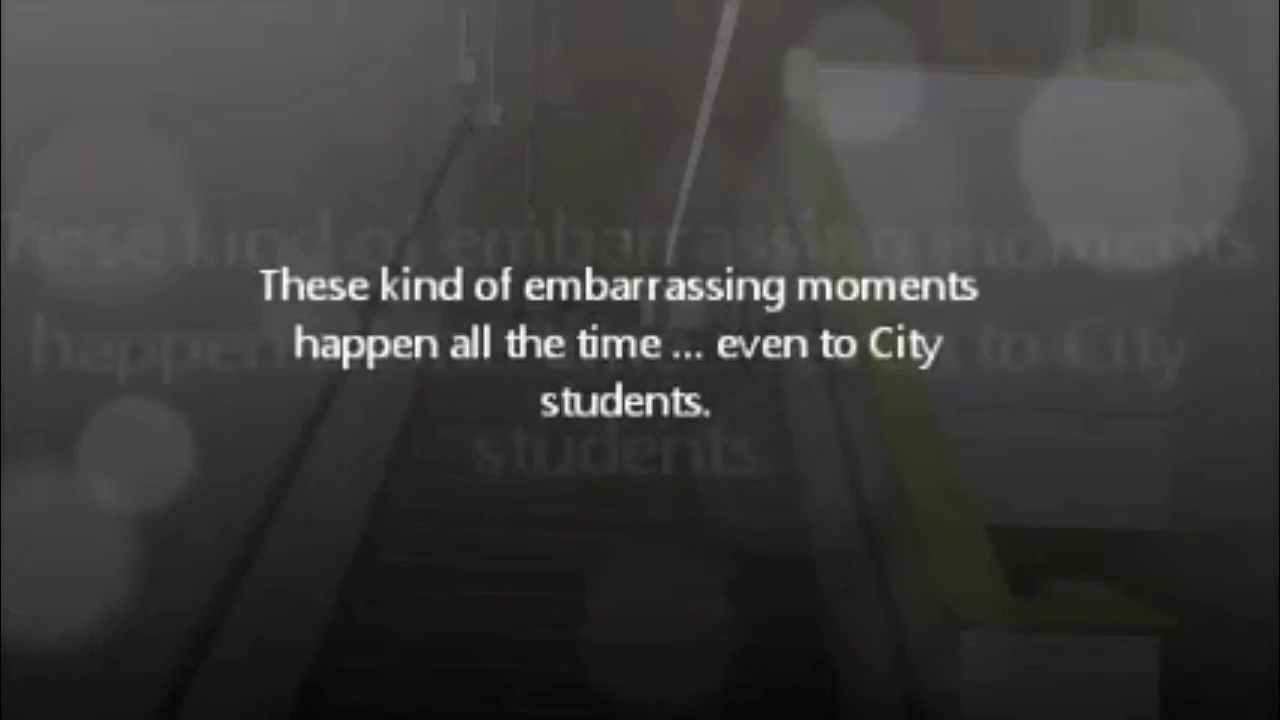 These kind of embarrassing moments
happen all the time ... even to City
students.